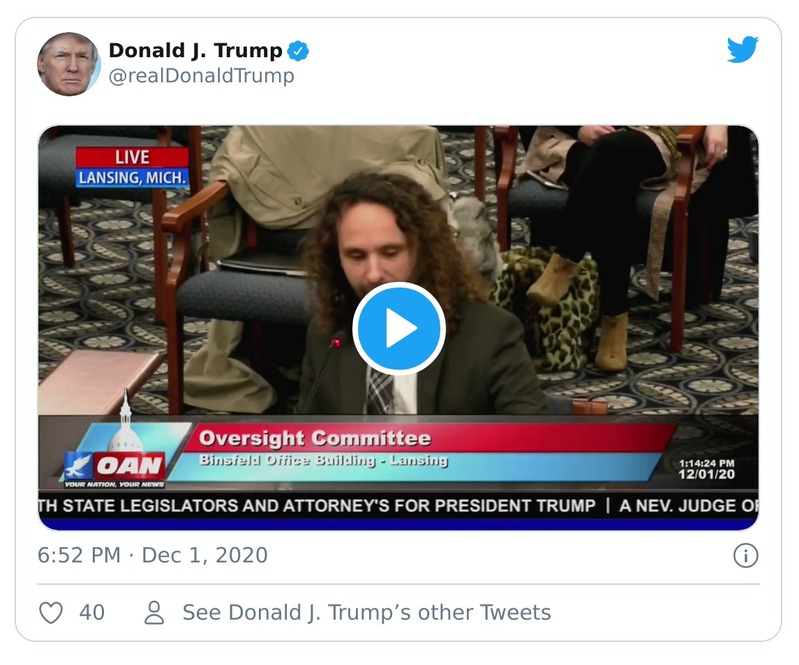 Donald J. Trump
@realDonaldTrump
LIVE
LANSING, MICH.
Oversight Committee
Binsfeld Office Building - Lansing
OAN
YOUR NATION, YOUR NEWS
1:14:24 PM
12/01/20
TH STATE LEGISLATORS AND ATTORNEY'S FOR PRESIDENT TRUMP | A NEV. JUDGE OF
6:52 PM · Dec 1, 2020
40
See Donald J. Trump’s other Tweets